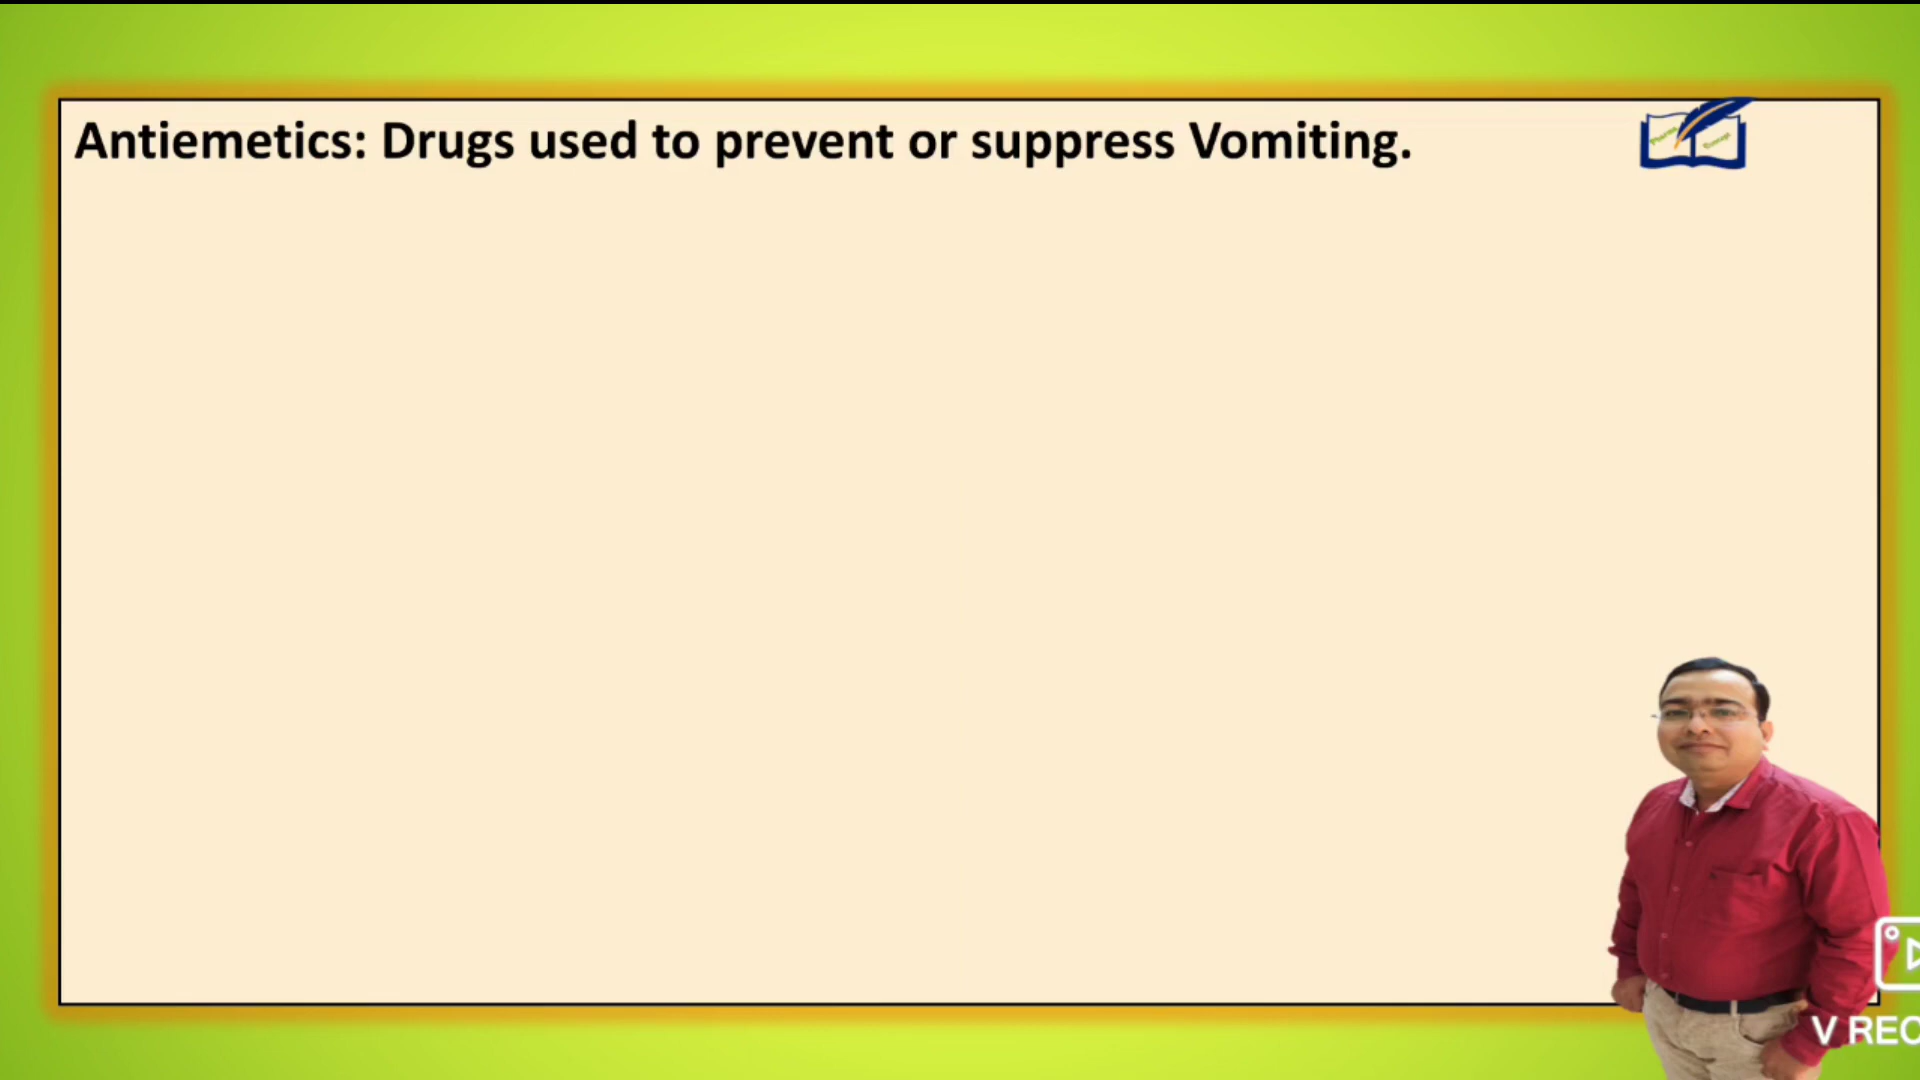 Antiemetics: Drugs used to prevent or suppress Vomiting.
V REC